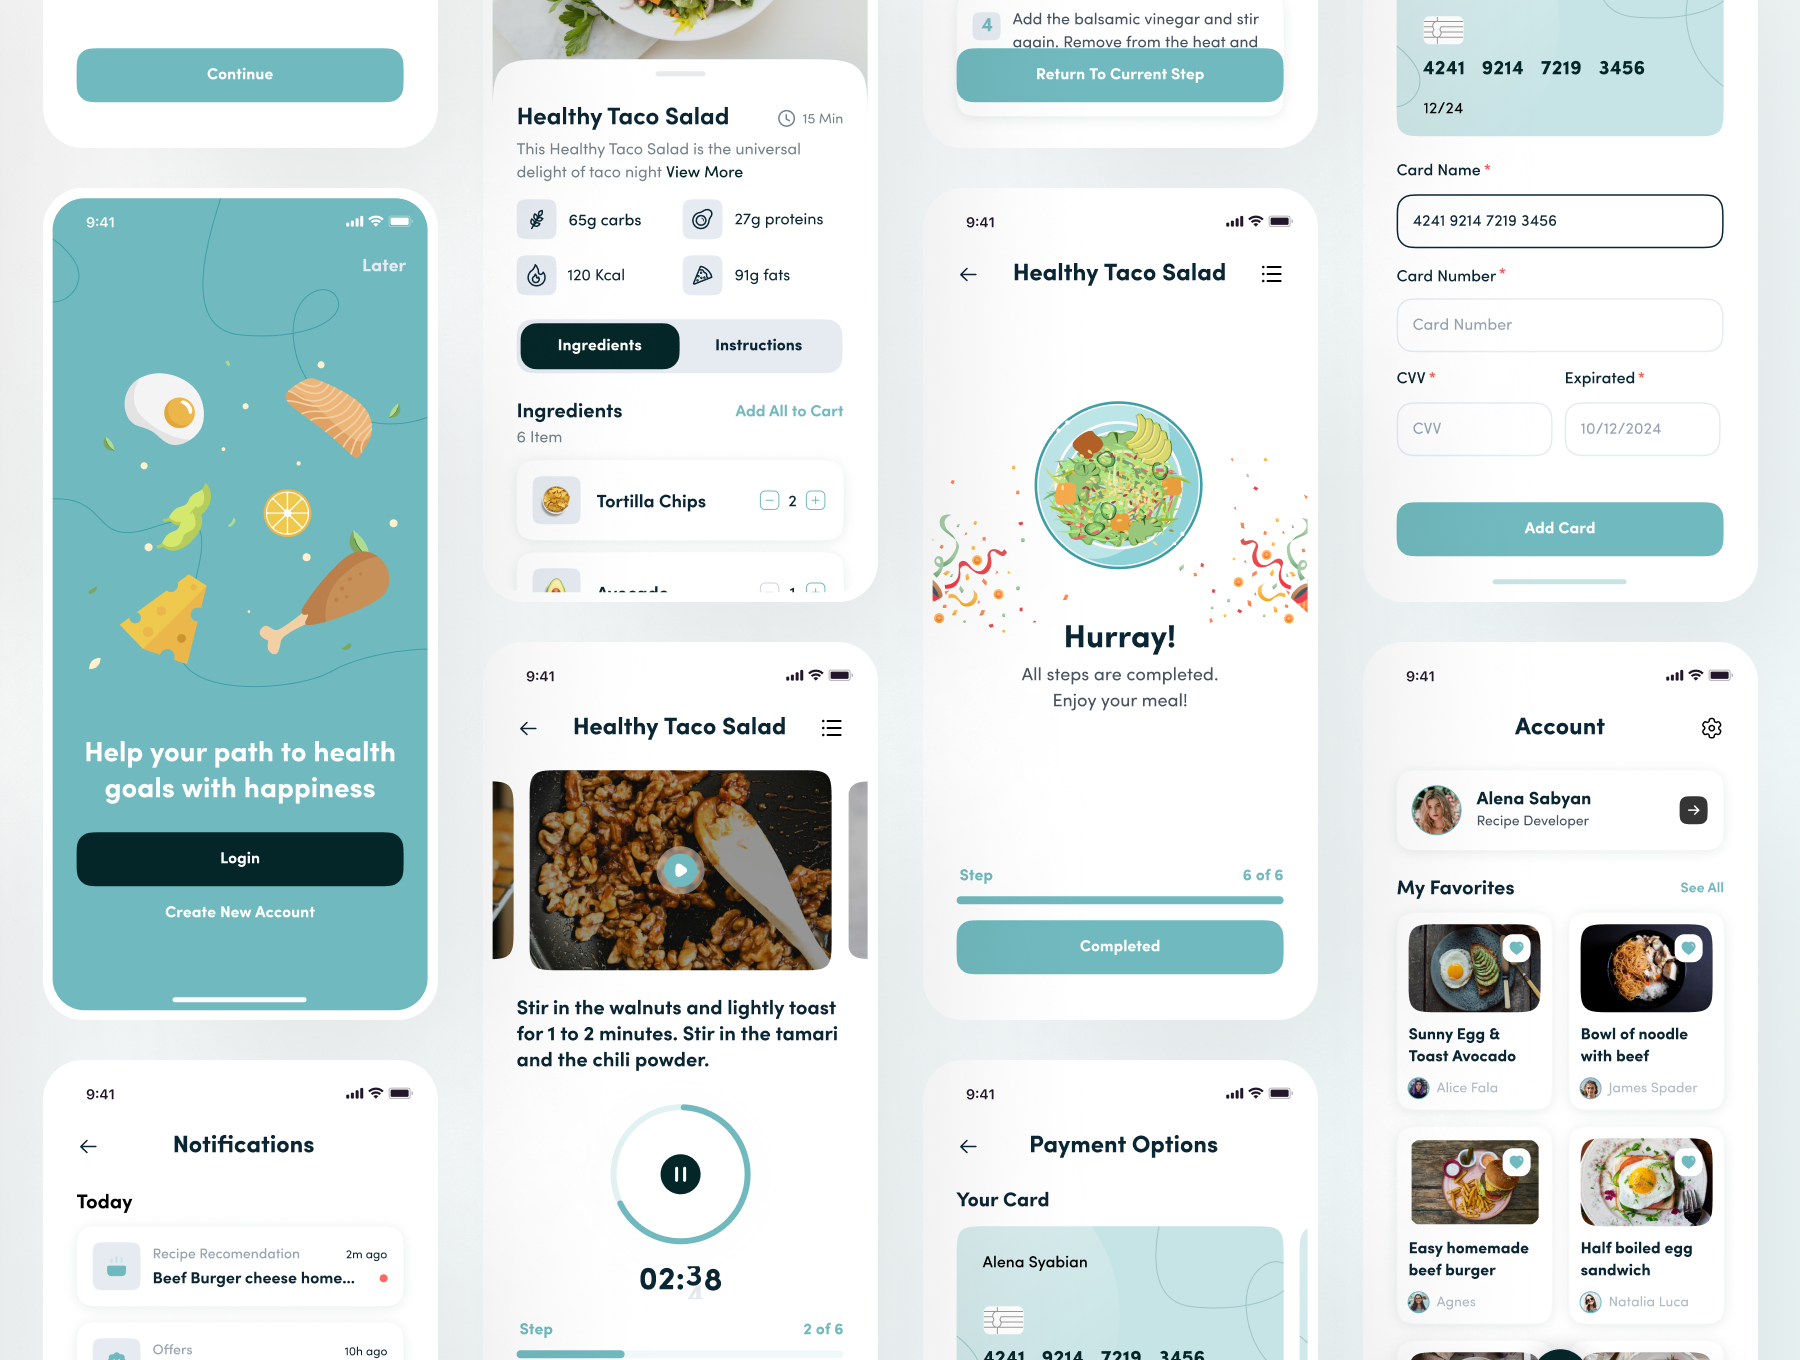 Continue
9:41
Later
Help your path to health
goals with happiness
Login
Create New Account
9:41
Notifications
Today
Recipe Recomendation
2m ago
Beef Burger cheese home...
Offers
10h ago
Healthy Taco Salad
15 Min
This Healthy Taco Salad is the universal
delight of taco night View More
65g carbs
27g proteins
120 Kcal
91g fats
Ingredients
Instructions
Ingredients
Add All to Cart
6 Item
Tortilla Chips
2
Avocado
1
9:41
Healthy Taco Salad
Stir in the walnuts and lightly toast
for 1 to 2 minutes. Stir in the tamari
and the chili powder.
02:38
Step
2 of 6
4
Add the balsamic vinegar and stir
again. Remove from the heat and
Return To Current Step
9:41
Healthy Taco Salad
Hurray!
All steps are completed.
Enjoy your meal!
Step
6 of 6
Completed
9:41
Payment Options
Your Card
Alena Syabian
4241 9214 7219 3456
4241 9214 7219 3456
12/24
Card Name *
4241 9214 7219 3456
Card Number *
Card Number
CVV *
Expirated *
CVV
10/12/2024
Add Card
9:41
Account
Alena Sabyan
Recipe Developer
My Favorites
See All
Sunny Egg &
Toast Avocado
Alice Fala
Bowl of noodle
with beef
James Spader
Easy homemade
beef burger
Agnes
Half boiled egg
sandwich
Natalia Luca